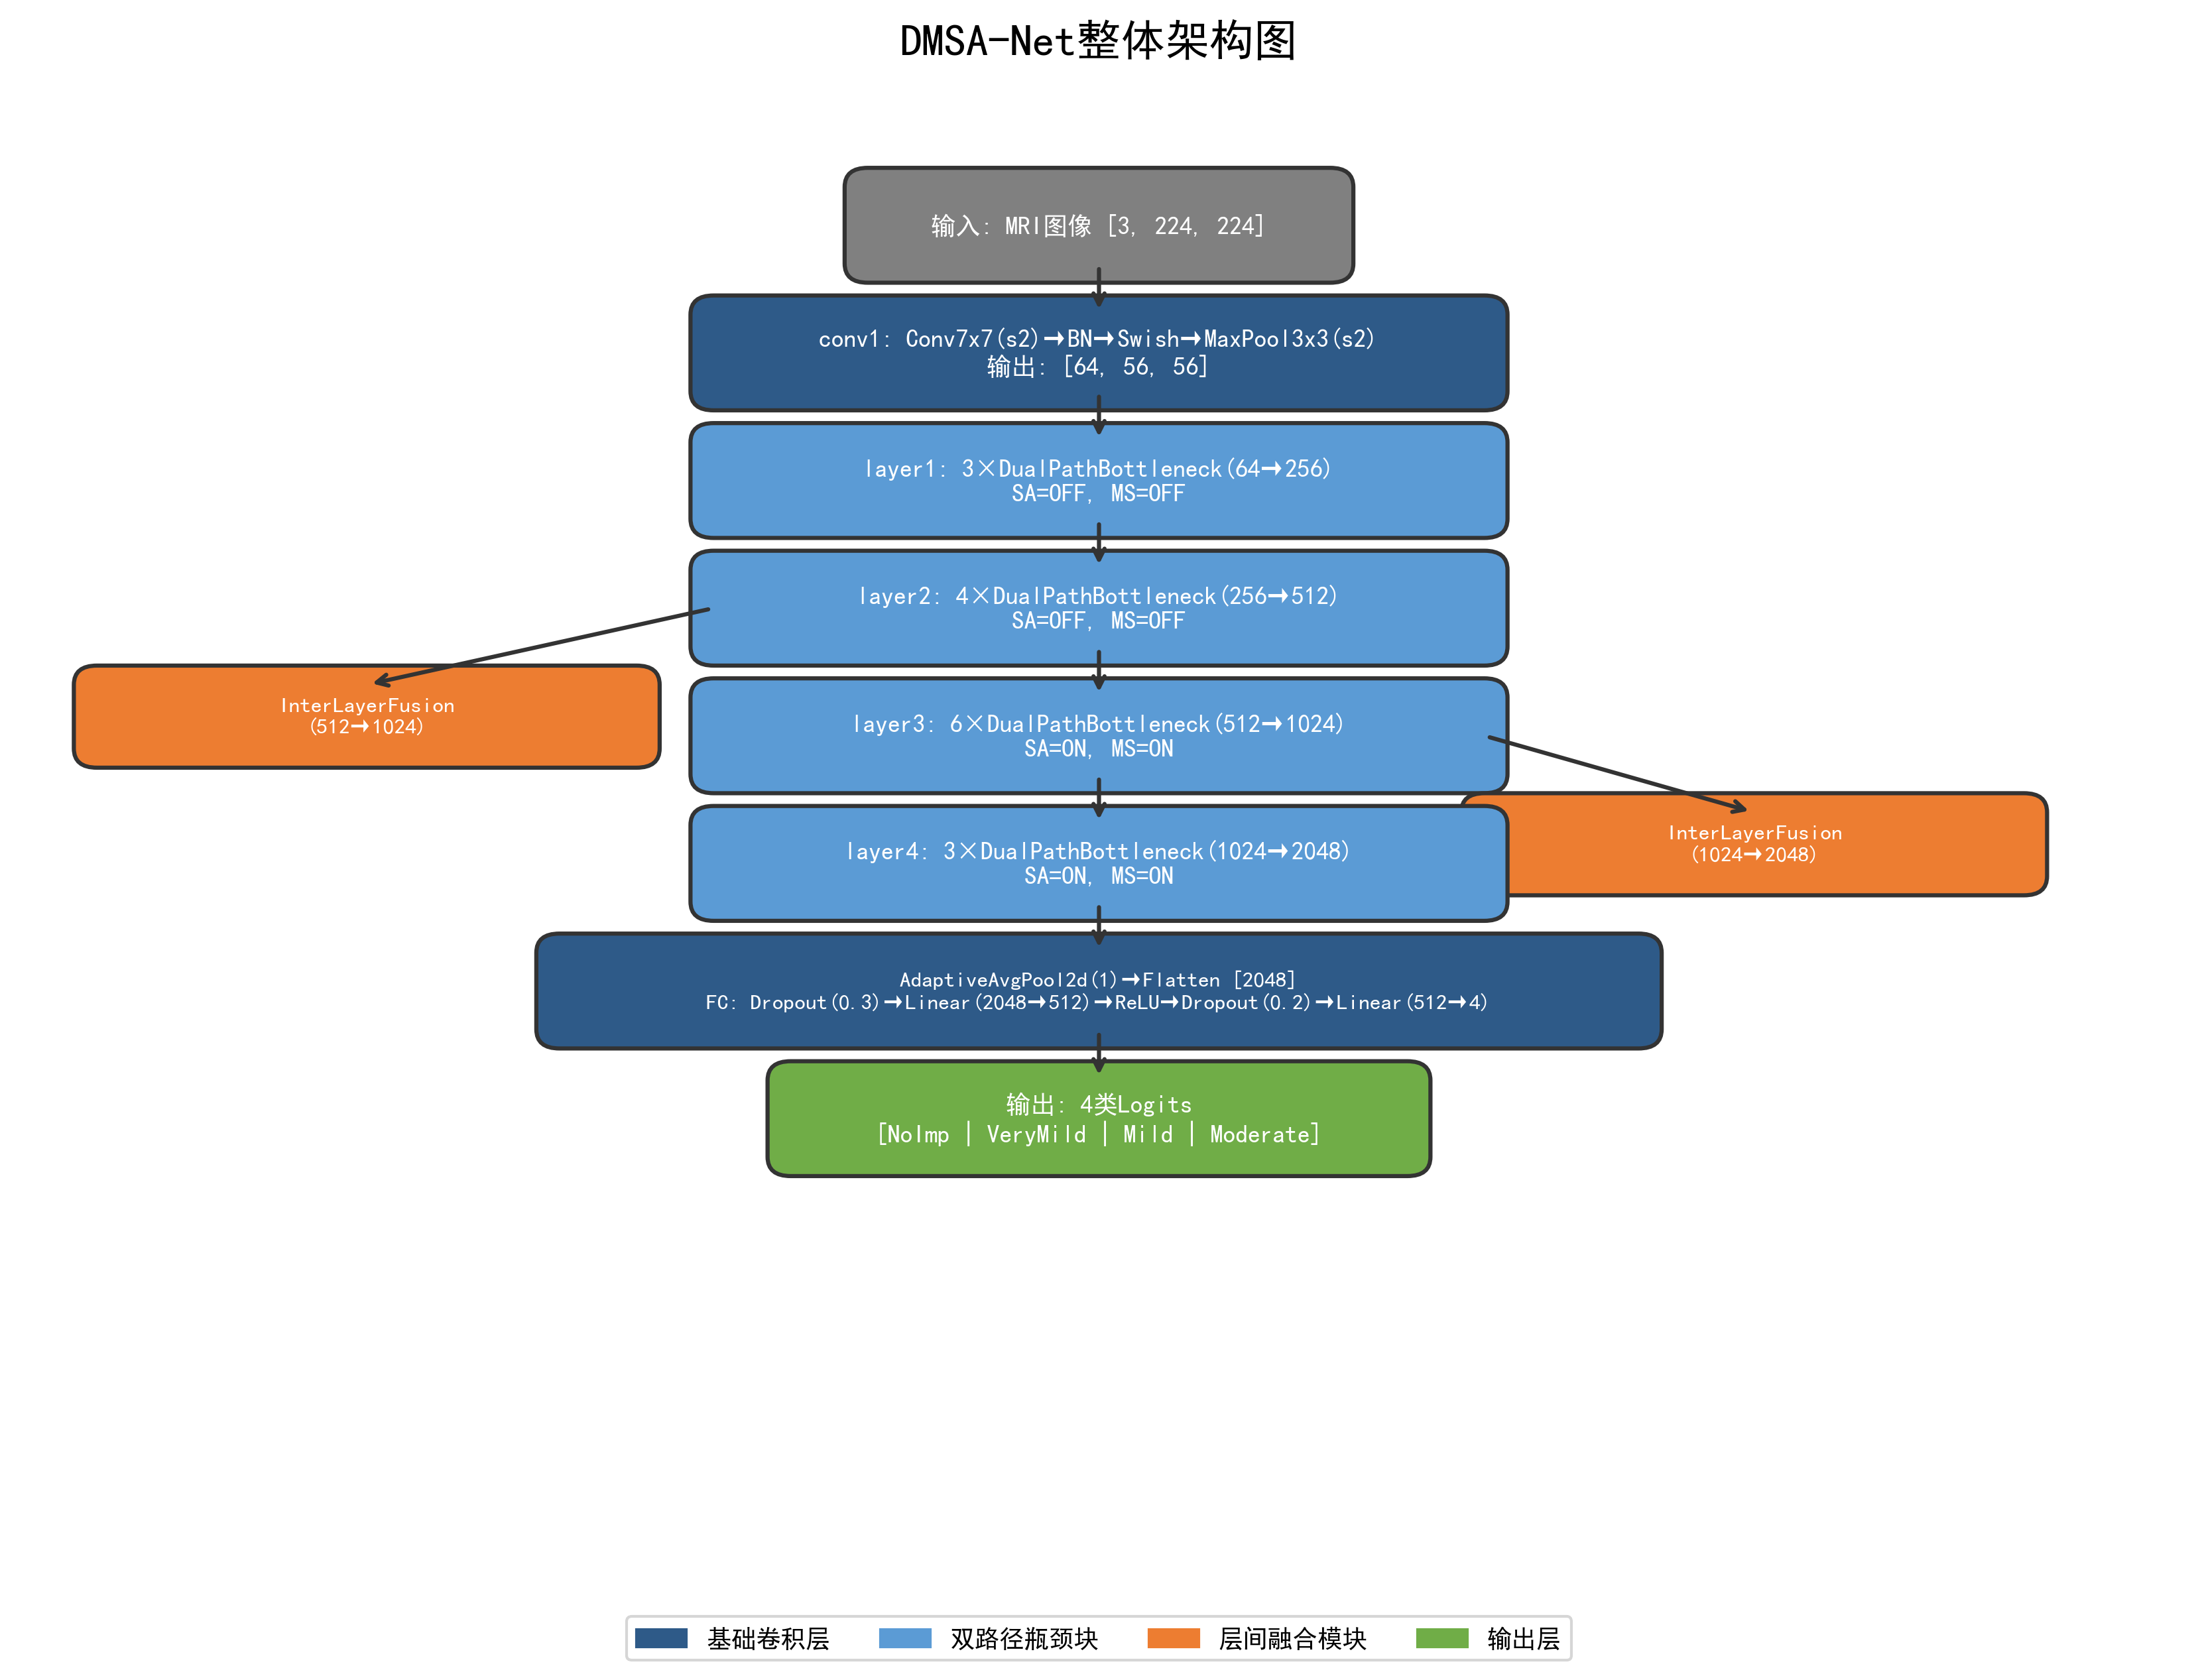 DMSA-Net整体架构图
输入: MRI图像 [3, 224, 224]
conv1: Conv7x7(s2)→BN→Swish→MaxPool3x3(s2)
输出: [64, 56, 56]
layer1: 3×DualPathBottleneck(64→256)
SA=OFF, MS=OFF
layer2: 4×DualPathBottleneck(256→512)
SA=OFF, MS=OFF
InterLayerFusion
(512→1024)
layer3: 6×DualPathBottleneck(512→1024)
SA=ON, MS=ON
InterLayerFusion
(1024→2048)
layer4: 3×DualPathBottleneck(1024→2048)
SA=ON, MS=ON
AdaptiveAvgPool2d(1)→Flatten [2048]
FC: Dropout(0.3)→Linear(2048→512)→ReLU→Dropout(0.2)→Linear(512→4)
输出: 4类Logits
[NoImp | VeryMild | Mild | Moderate]
基础卷积层
双路径瓶颈块
层间融合模块
输出层